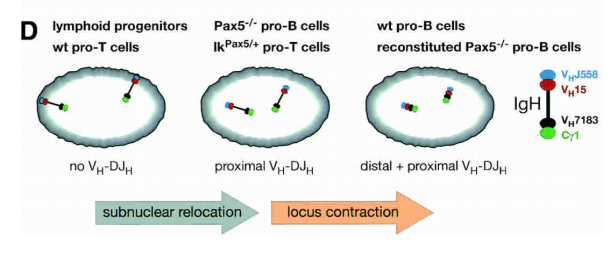 D
lymphoid progenitors
wt pro-T cells
Pax5-/- pro-B cells
IkPax5/+ pro-T cells
wt pro-B cells
reconstituted Pax5-/- pro-B cells
VHJ558
VH15
IgH
VH7183
Cγ1
no VH-DJH
proximal VH-DJH
distal + proximal VH-DJH
subnuclear relocation
locus contraction